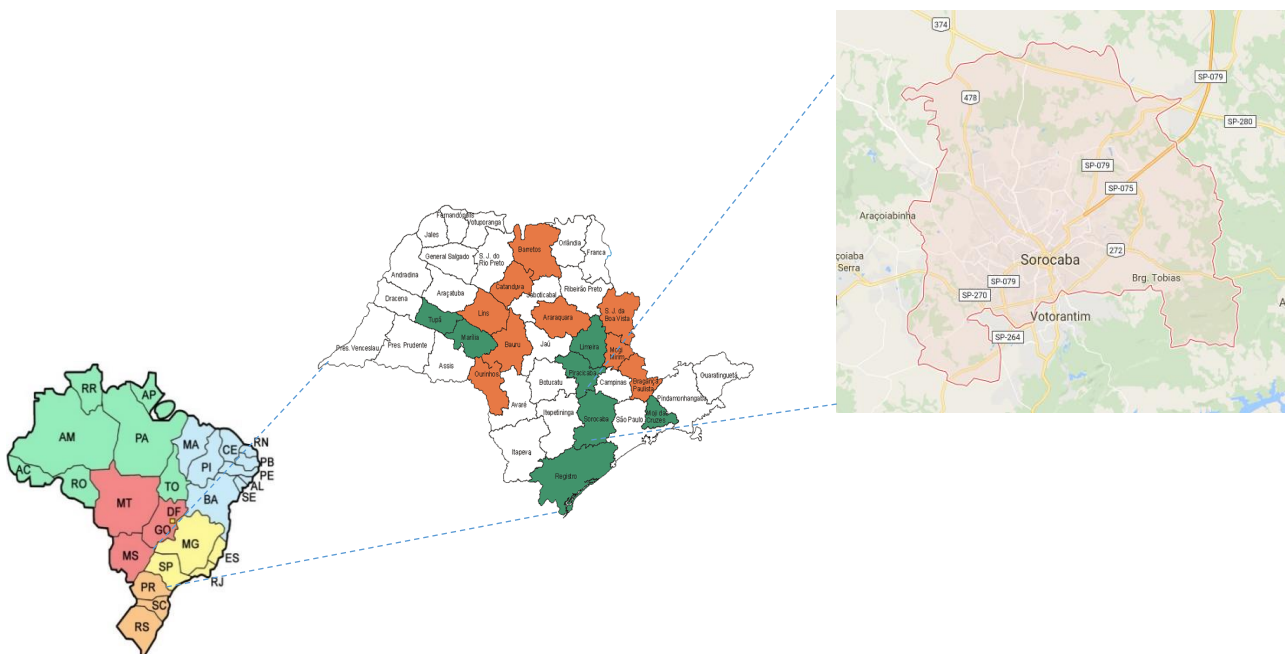 RR
AP
AM
PA
MA
CE
RN
PI
PB
PE
AC
RO
TO
AL
SE
MT
BA
DF
GO
MG
MS
ES
SP
RJ
PR
SC
RS
Fernandópolis
Votuporanga
Jales
General Salgado
S. J. do
Rio Preto
Barretos
Orlândia
Franca
Andradina
Araçatuba
Catanduva
Jaboticabal
Ribeirão Preto
Dracena
Lins
Araraquara
S. J. da
Boa Vista
Tupã
Marília
Bauru
Jaú
Limeira
Mogi
Mirim
Pres. Venceslau
Pres. Prudente
Assis
Ourinhos
Botucatu
Piracicaba
Campinas
Bragança
Paulista
Guaratinguetá
Pindamonhangaba
Avaré
Itapetininga
Sorocaba
São Paulo
Moji das
Cruzes
Itapeva
Registro
374
SP-079
478
SP-280
SP-079
SP-075
Araçoiabinha
çoiaba
Serra
272
Sorocaba
SP-079
Brg. Tobias
SP-270
Votorantim
SP-264
A